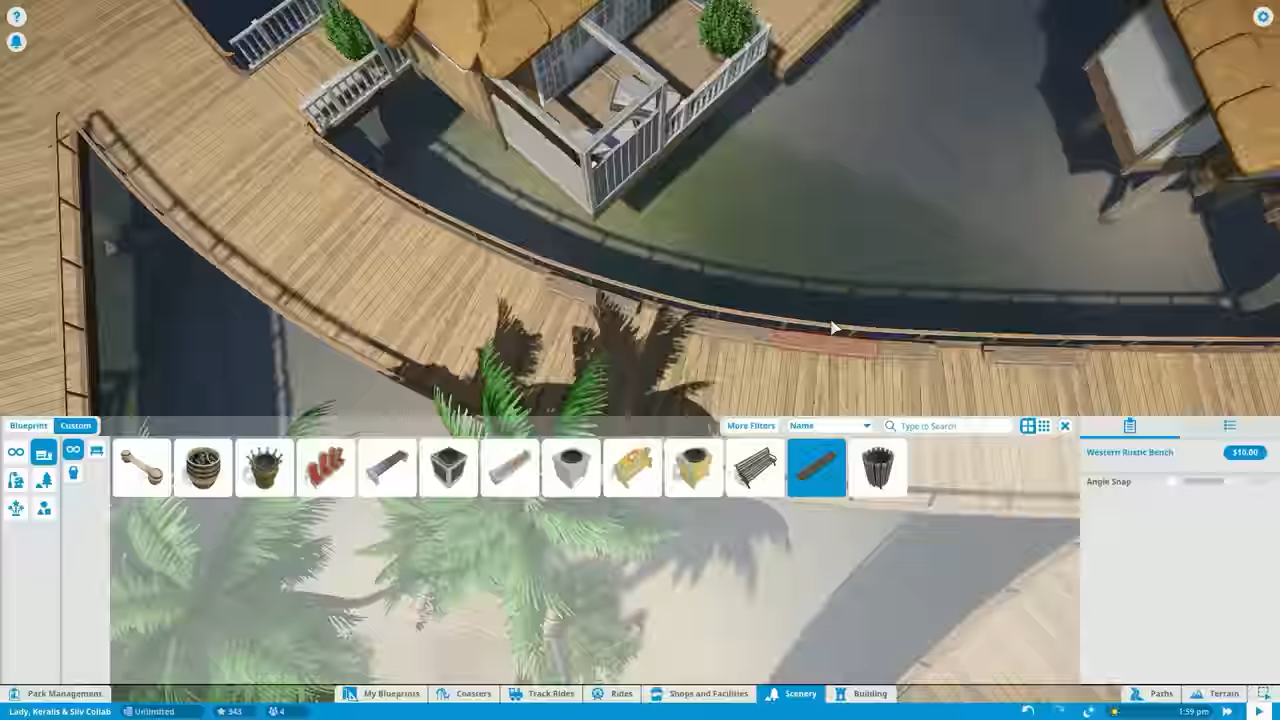 Blueprint Custom
More Filters Name Type to Search
Western Rustic Bench $10.00
Angle Snap
Park Management My Blueprints Coasters Track Rides Rides Shops and Facilities Scenery Building Paths Terrain
Lady, Keralis & Silv Collab Unlimited 343 4 1:59 pm